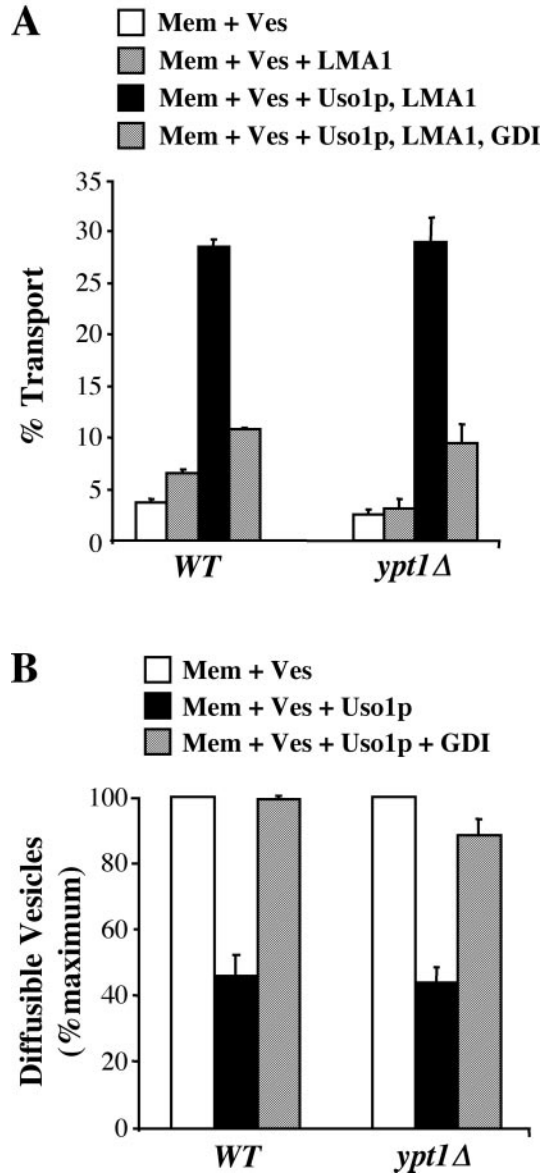 A
Mem + Ves
Mem + Ves + LMA1
Mem + Ves + Uso1p, LMA1
Mem + Ves + Uso1p, LMA1, GDI
% Transport
35
30
25
20
15
10
5
0
WT
ypt1Δ
B
Mem + Ves
Mem + Ves + Uso1p
Mem + Ves + Uso1p + GDI
Diffusible Vesicles
(%maximum)
100
80
60
40
20
0
WT
ypt1Δ